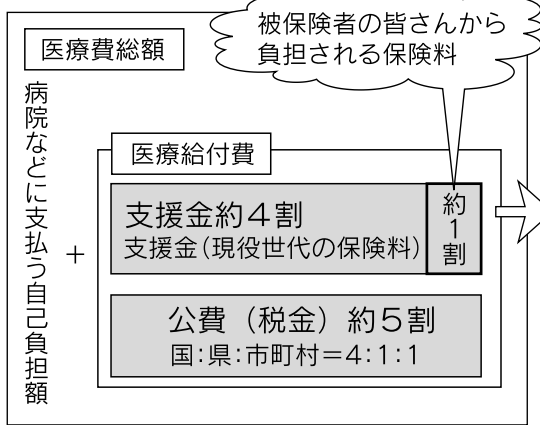 医療費総額
被保険者の皆さんから
負担される保険料
病院などに支払う自己負担額
＋
医療給付費
支援金約４割
支援金（現役世代の保険料）
約１割
公費（税金）約５割
国：県：市町村＝４：１：１